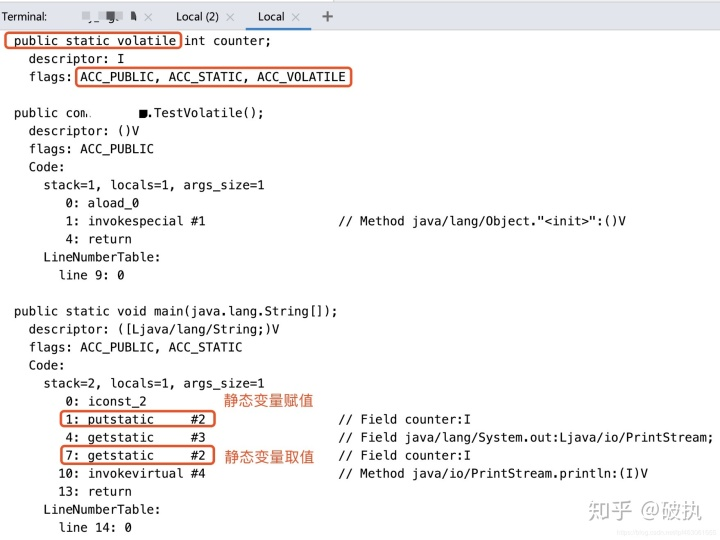 Terminal: Local (2) × Local × +
public static volatile int counter;
descriptor: I
flags: ACC_PUBLIC, ACC_STATIC, ACC_VOLATILE
public com. .TestVolatile();
descriptor: ()V
flags: ACC_PUBLIC
Code:
stack=1, locals=1, args_size=1
0: aload_0
1: invokespecial #1 // Method java/lang/Object."<init>":()V
4: return
LineNumberTable:
line 9: 0
public static void main(java.lang.String[]);
descriptor: ([Ljava/lang/String;)V
flags: ACC_PUBLIC, ACC_STATIC
Code:
stack=2, locals=1, args_size=1
0: iconst_2 静态变量赋值
1: putstatic #2 // Field counter:I
4: getstatic #3 // Field java/lang/System.out:Ljava/io/PrintStream;
7: getstatic #2 静态变量取值 // Field counter:I
10: invokevirtual #4 // Method java/io/PrintStream.println:(I)V
13: return
LineNumberTable:
line 14: 0
知乎 @破执